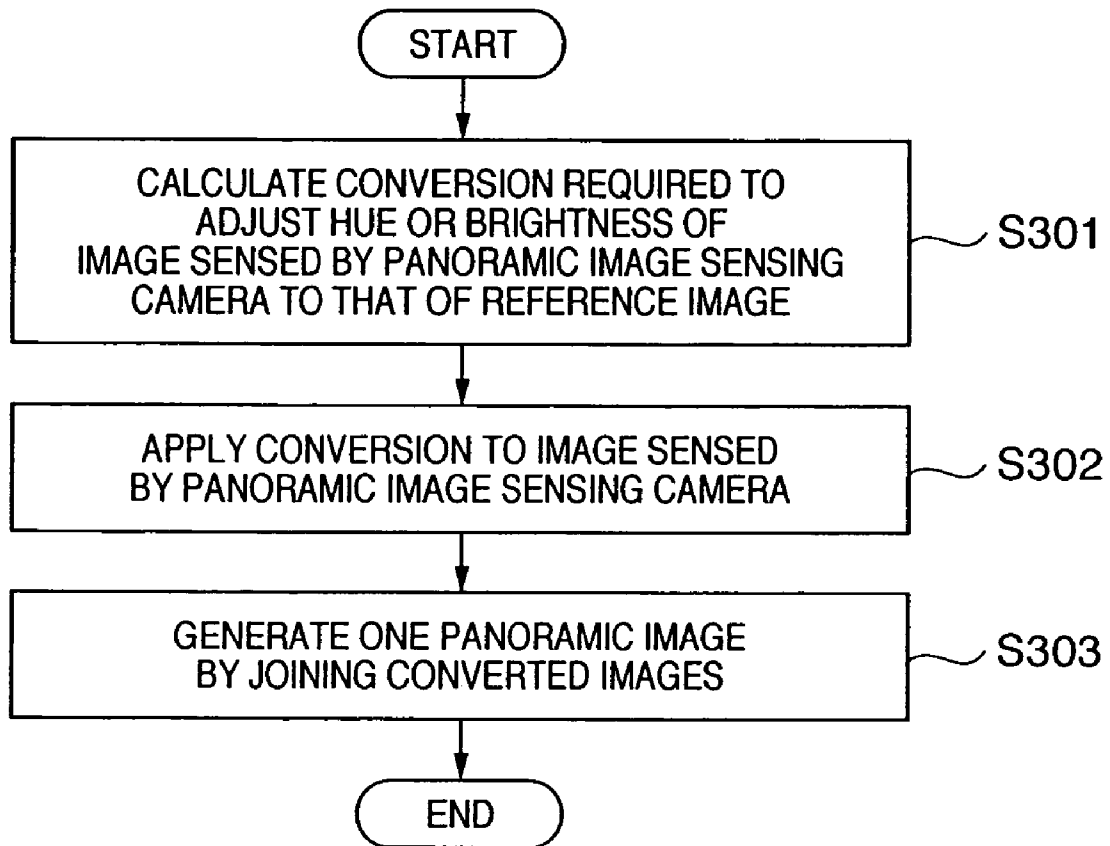 START
CALCULATE CONVERSION REQUIRED TO
ADJUST HUE OR BRIGHTNESS OF
IMAGE SENSED BY PANORAMIC IMAGE SENSING
CAMERA TO THAT OF REFERENCE IMAGE
S301
APPLY CONVERSION TO IMAGE SENSED
BY PANORAMIC IMAGE SENSING CAMERA
S302
GENERATE ONE PANORAMIC IMAGE
BY JOINING CONVERTED IMAGES
S303
END